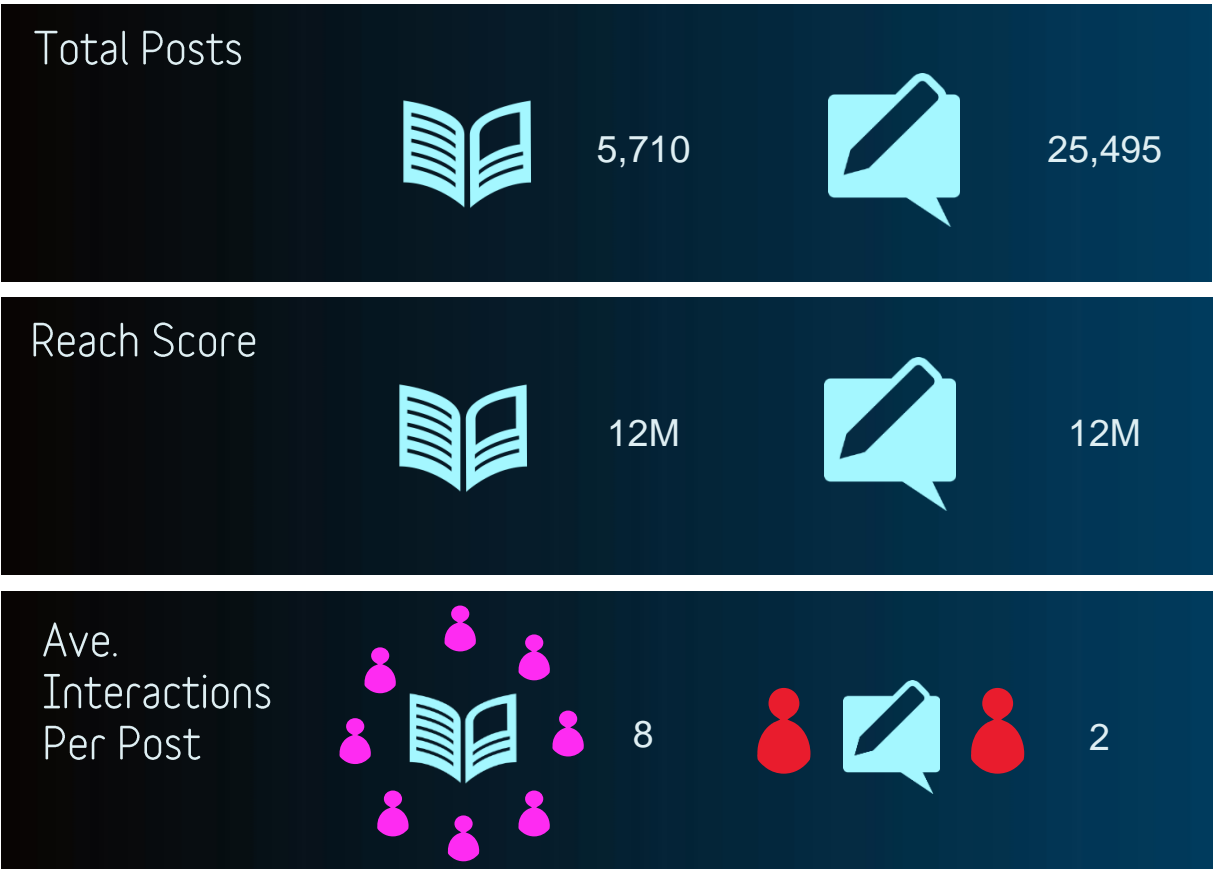 Total Posts
5,710
25,495
Reach Score
12M
12M
Ave.
Interactions
Per Post
8
2